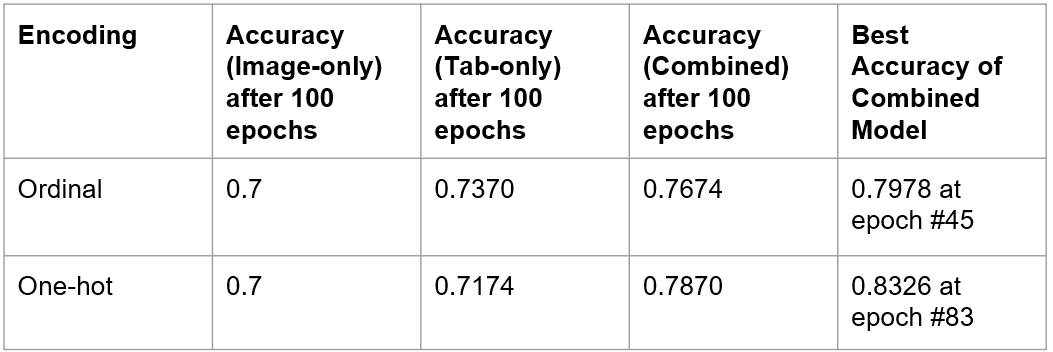 Encoding
Accuracy
(Image-only)
after 100
epochs
Accuracy
(Tab-only)
after 100
epochs
Accuracy
(Combined)
after 100
epochs
Best
Accuracy of
Combined
Model
Ordinal
0.7
0.7370
0.7674
0.7978 at
epoch #45
One-hot
0.7
0.7174
0.7870
0.8326 at
epoch #83